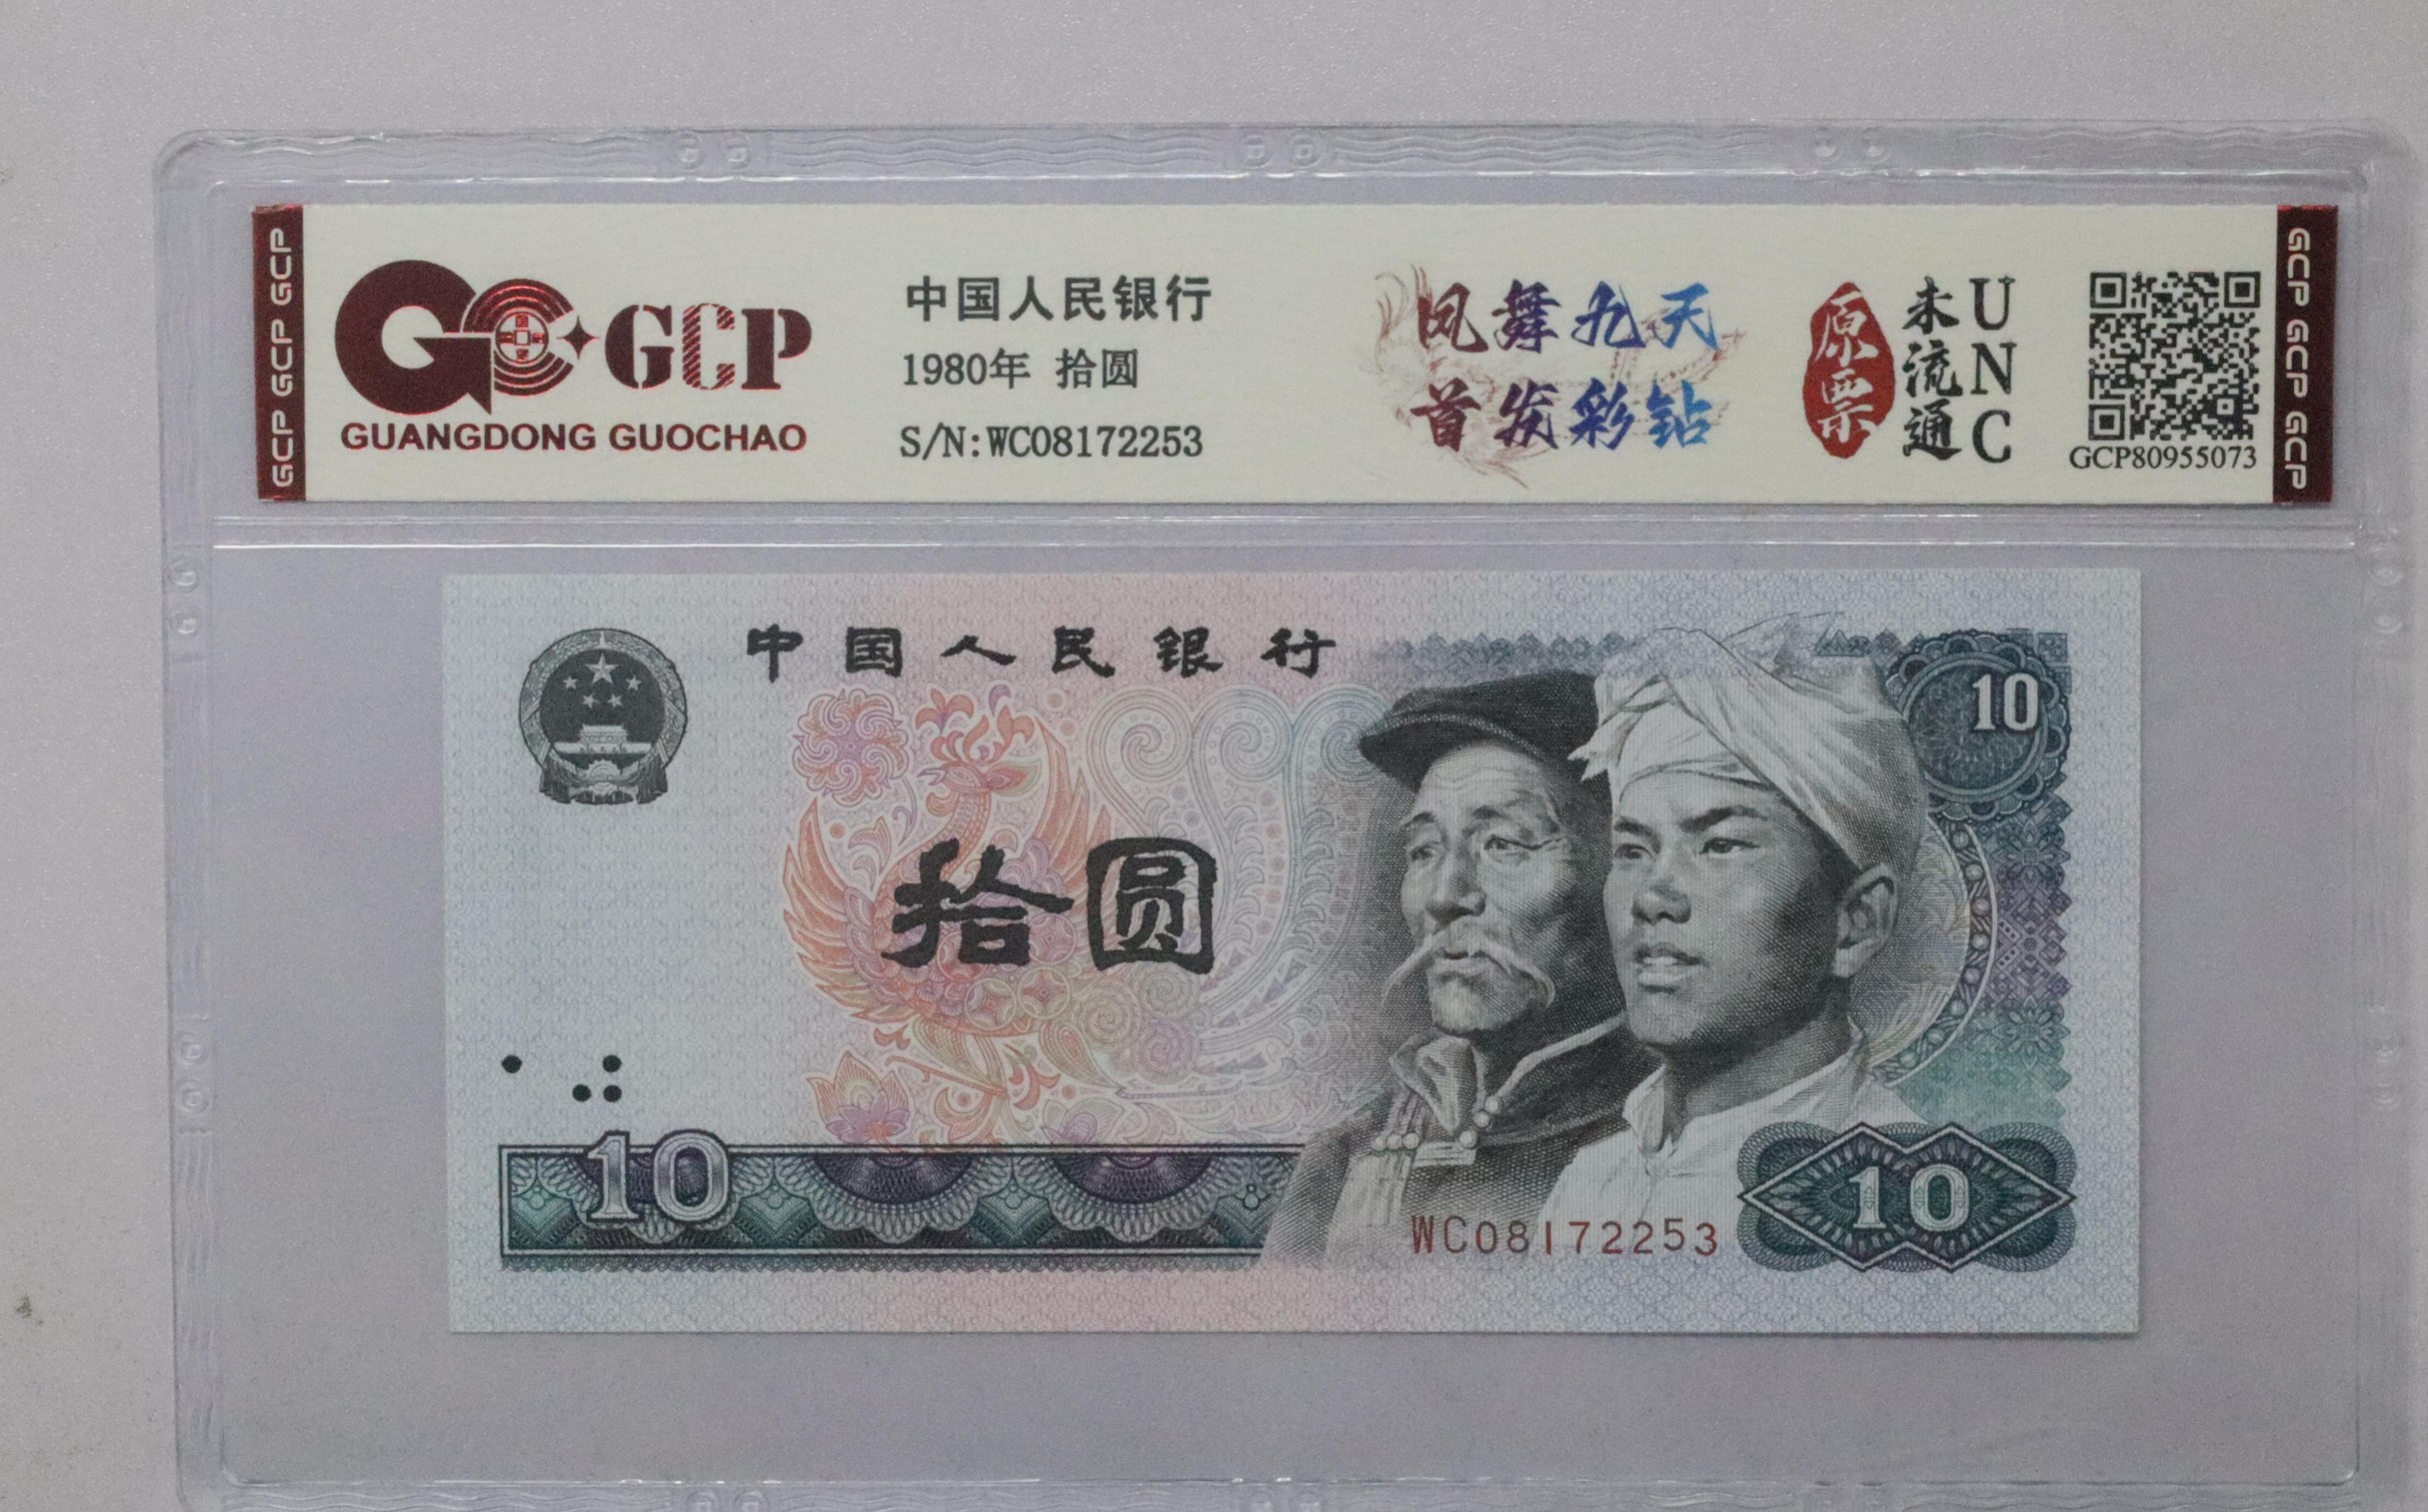 GCP GCP GCP
GCP
GUANGDONG GUOCHAO
中国人民银行
1980年 拾圆
S/N:WC08172253
凤舞九天
首发彩钻
原票
未流通
UNC
GCP80955073
GCP GCP GCP
中国人民银行
10
拾圆
10
WC08172253
10